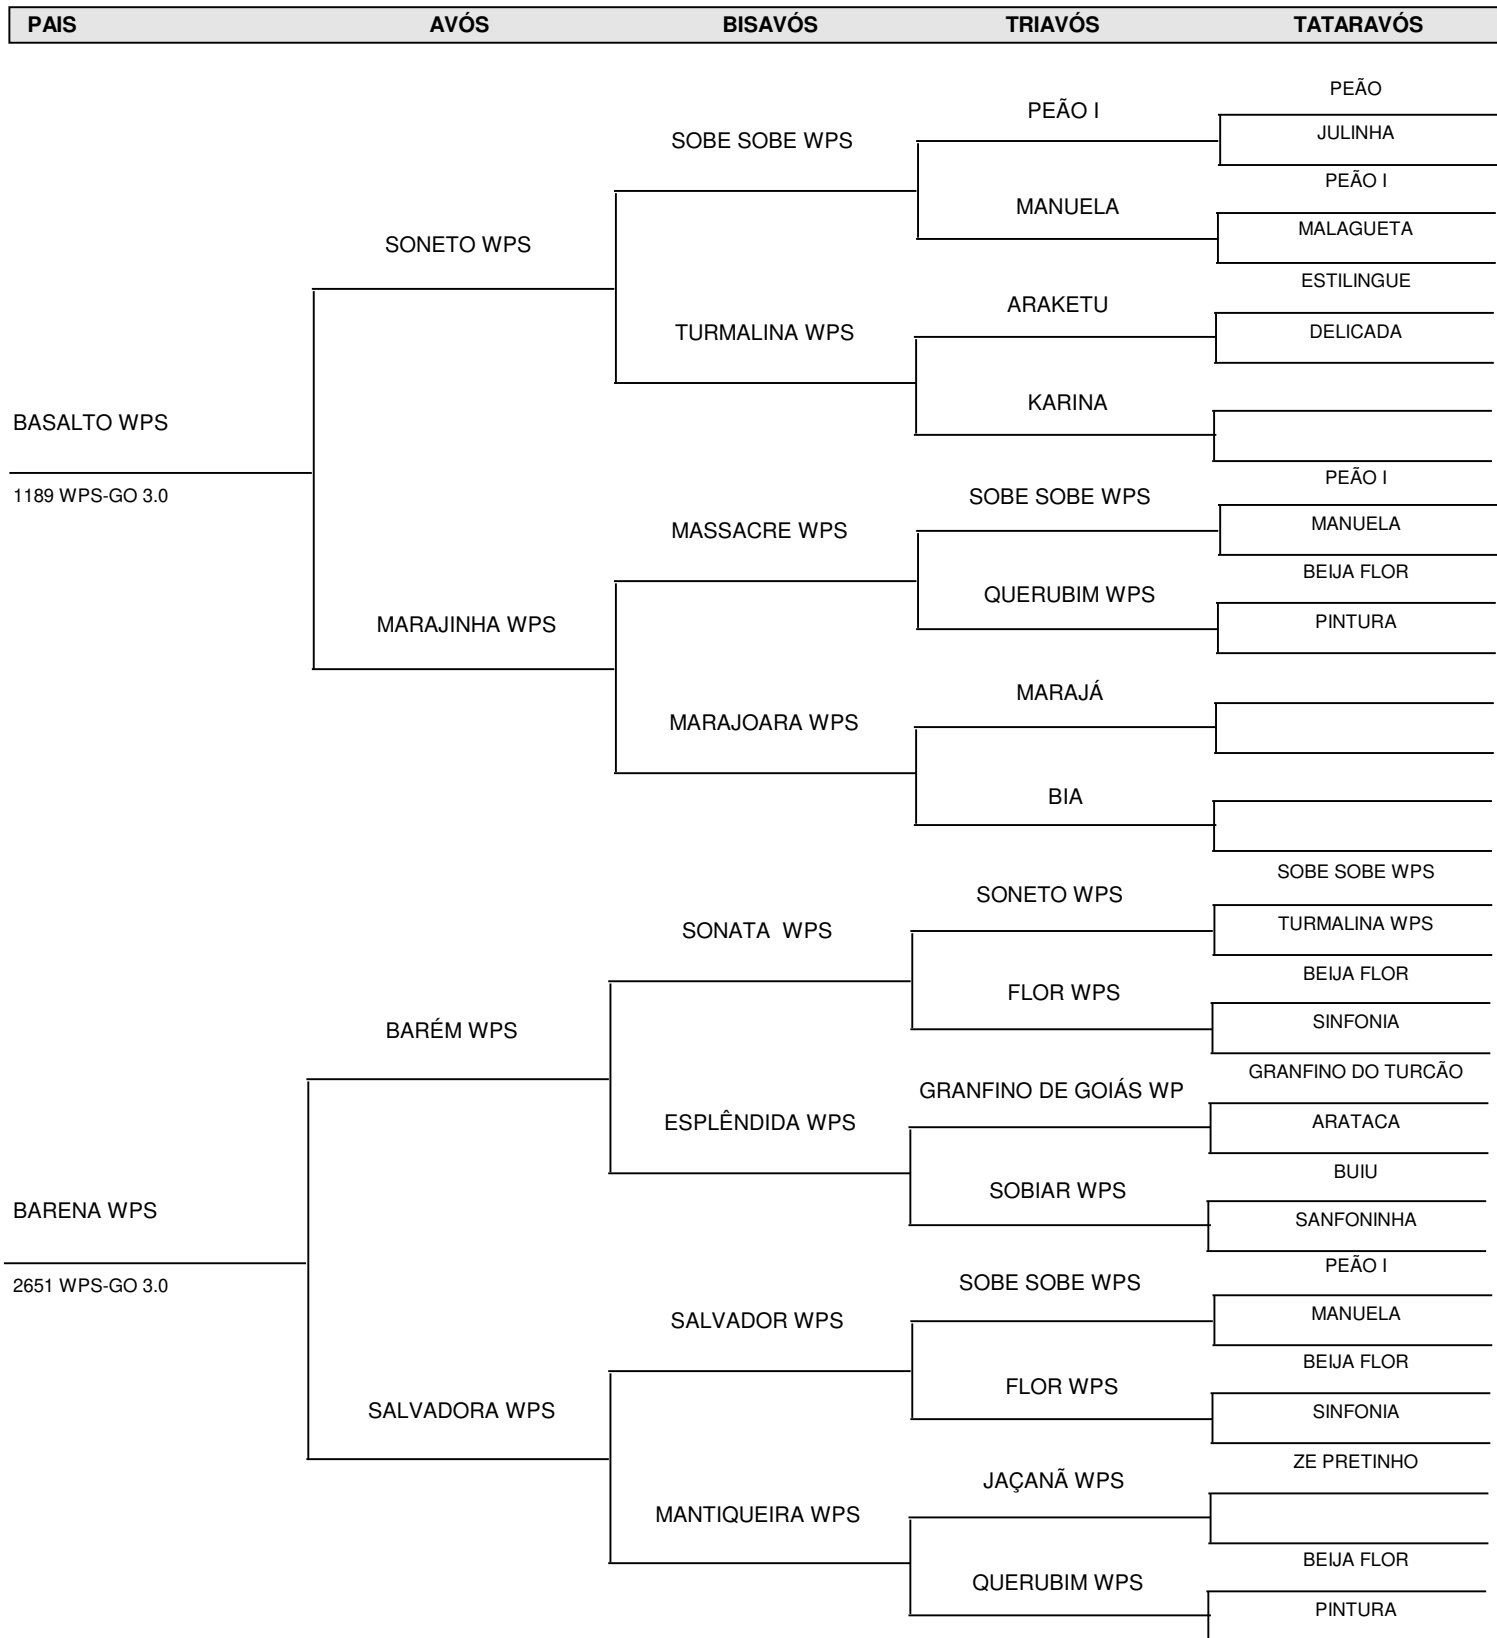 PAIS AVÓS BISAVÓS TRIAVÓS TATARAVÓS
PEÃO
PEÃO I
JULINHA
SOBE SOBE WPS
PEÃO I
MANUELA
MALAGUETA
SONETO WPS
ESTILINGUE
ARAKETU
DELICADA
TURMALINA WPS
KARINA
BASALTO WPS
1189 WPS-GO 3.0
PEÃO I
SOBE SOBE WPS
MANUELA
MASSACRE WPS
BEIJA FLOR
QUERUBIM WPS
PINTURA
MARAJINHA WPS
MARAJÁ
MARAJOARA WPS
BIA
SOBE SOBE WPS
SONETO WPS
TURMALINA WPS
SONATA WPS
BEIJA FLOR
FLOR WPS
SINFONIA
BARÉM WPS
GRANFINO DO TURCÃO
GRANFINO DE GOIÁS WP
ARATACA
ESPLÊNDIDA WPS
BUIU
SOBIAR WPS
SANFONINHA
BARENA WPS
2651 WPS-GO 3.0
PEÃO I
SOBE SOBE WPS
MANUELA
SALVADOR WPS
BEIJA FLOR
FLOR WPS
SINFONIA
SALVADORA WPS
ZE PRETINHO
JAÇANÃ WPS
MANTIQUEIRA WPS
BEIJA FLOR
QUERUBIM WPS
PINTURA